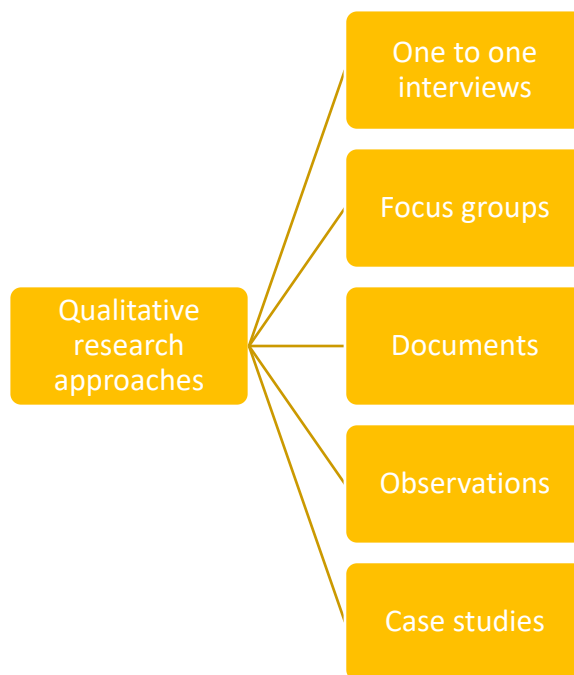 Qualitative
research
approaches
One to one
interviews
Focus groups
Documents
Observations
Case studies